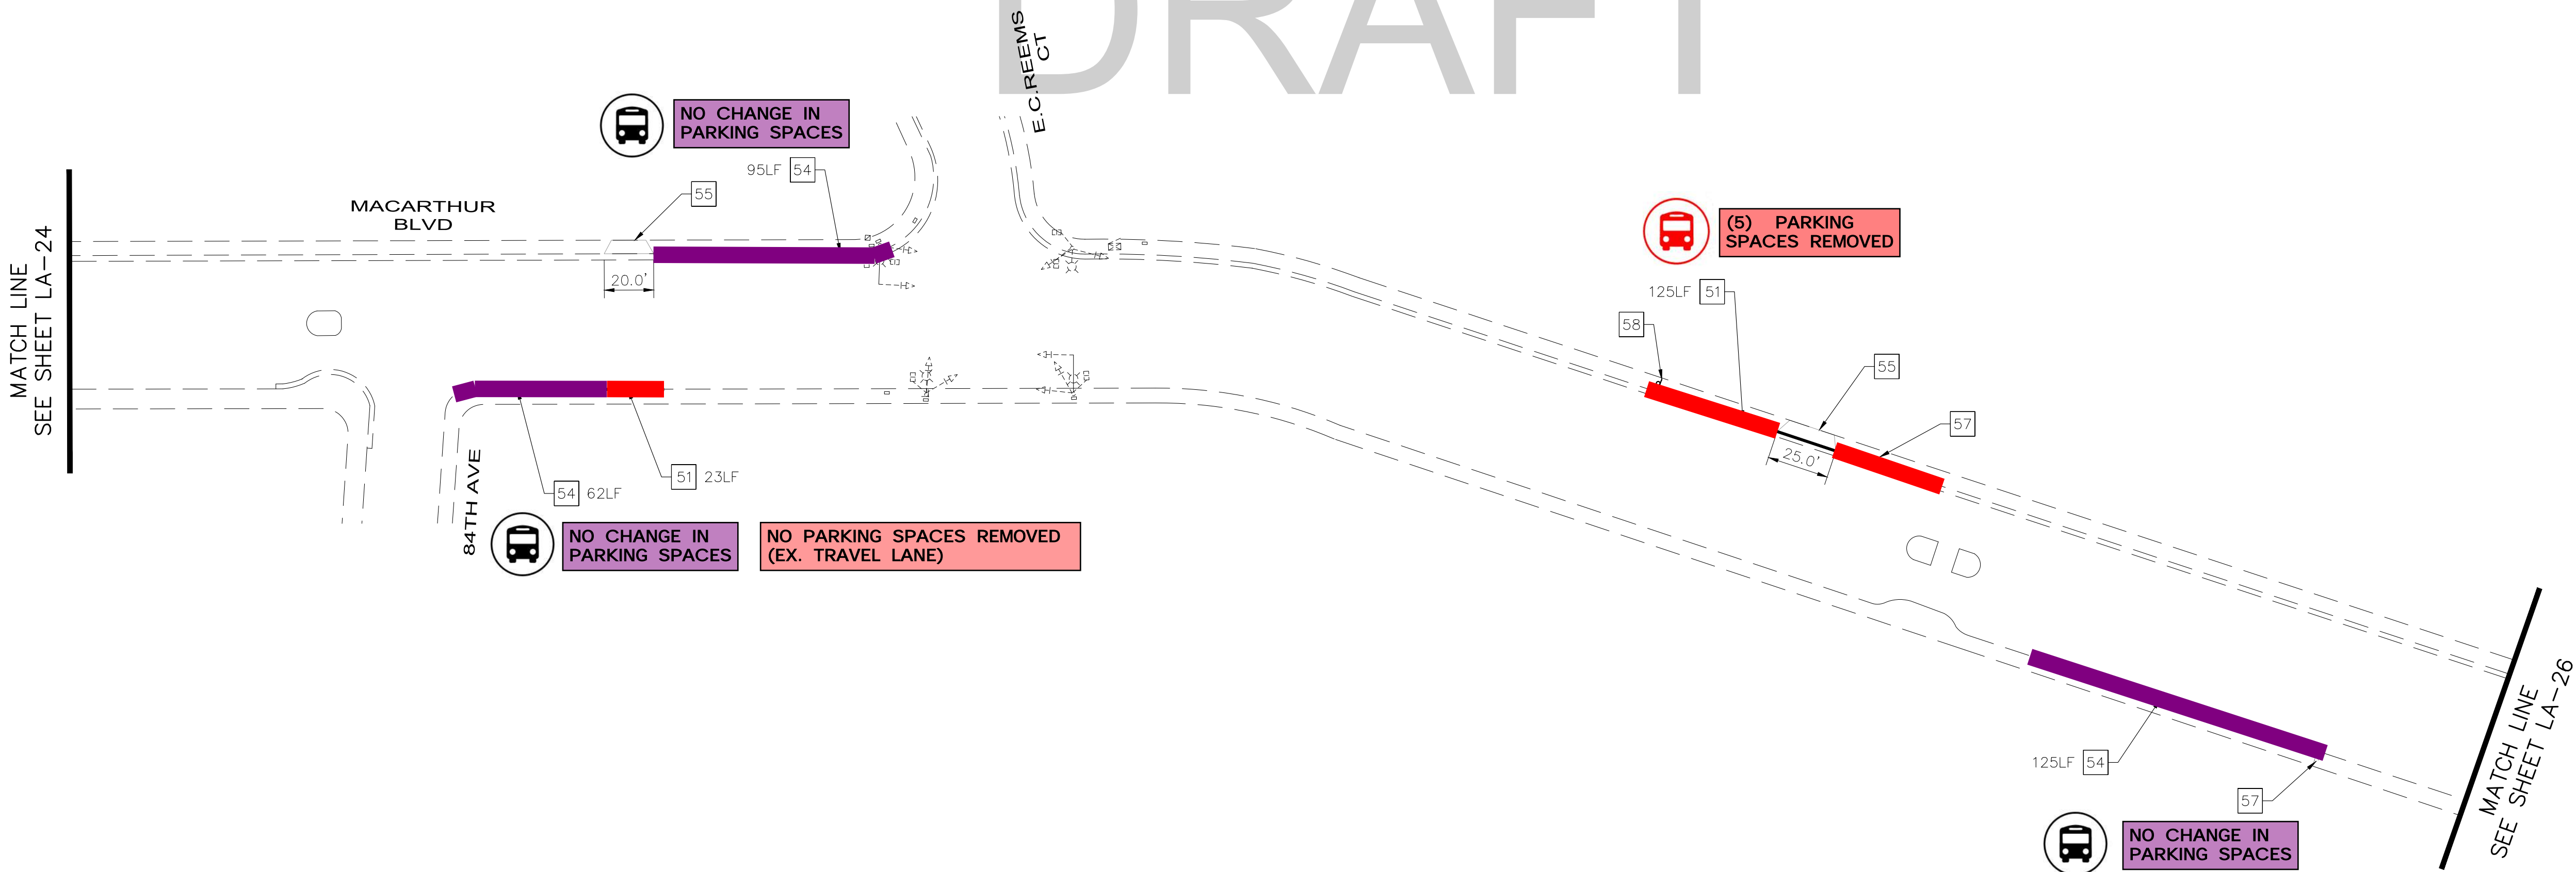 DRAFT
E.C.REEMS
CT
NO CHANGE IN
PARKING SPACES
95LF 54
55
MACARTHUR
BLVD
20.0'
MATCH LINE
SEE SHEET LA-24
(5) PARKING
SPACES REMOVED
125LF 51
58
55
57
25.0'
51 23LF
54 62LF
84TH AVE
NO CHANGE IN
PARKING SPACES
NO PARKING SPACES REMOVED
(EX. TRAVEL LANE)
125LF 54
57
NO CHANGE IN
PARKING SPACES
MATCH LINE
SEE SHEET LA-26